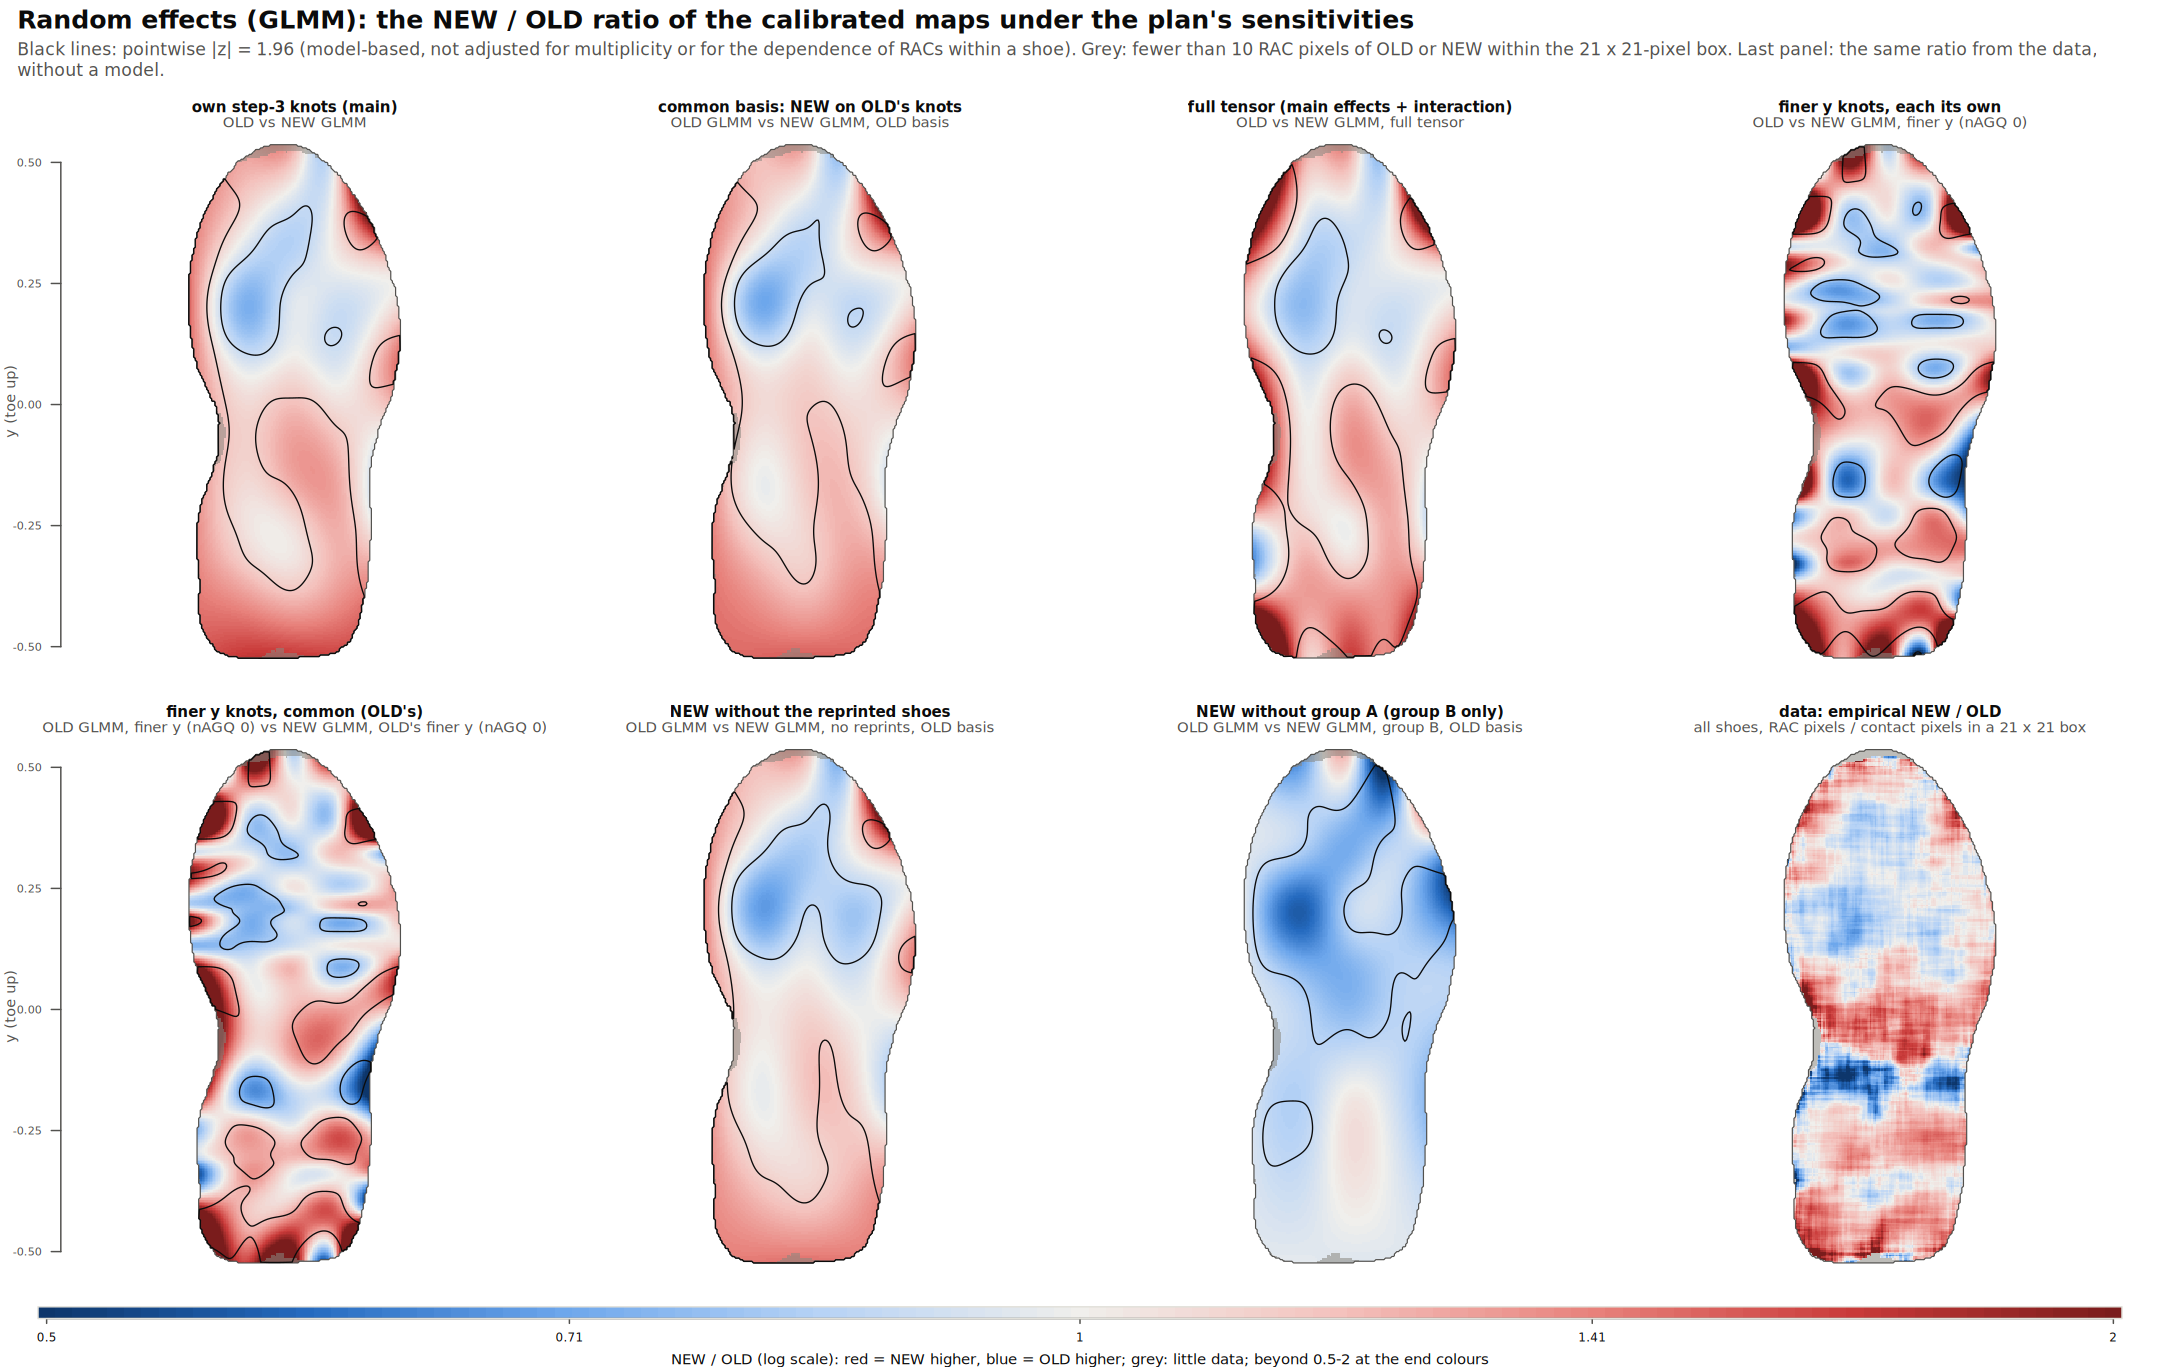 Random effects (GLMM): the NEW / OLD ratio of the calibrated maps under the plan's sensitivities
Black lines: pointwise |z| = 1.96 (model-based, not adjusted for multiplicity or for the dependence of RACs within a shoe). Grey: fewer than 10 RAC pixels of OLD or NEW within the 21 x 21-pixel box. Last panel: the same ratio from the data,
without a model.
own step-3 knots (main)
OLD vs NEW GLMM
common basis: NEW on OLD's knots
OLD GLMM vs NEW GLMM, OLD basis
full tensor (main effects + interaction)
OLD vs NEW GLMM, full tensor
finer y knots, each its own
OLD vs NEW GLMM, finer y (nAGQ 0)
0.50
0.25
0.00
-0.25
-0.50
y (toe up)
finer y knots, common (OLD's)
OLD GLMM, finer y (nAGQ 0) vs NEW GLMM, OLD's finer y (nAGQ 0)
NEW without the reprinted shoes
OLD GLMM vs NEW GLMM, no reprints, OLD basis
NEW without group A (group B only)
OLD GLMM vs NEW GLMM, group B, OLD basis
data: empirical NEW / OLD
all shoes, RAC pixels / contact pixels in a 21 x 21 box
0.50
0.25
0.00
-0.25
-0.50
y (toe up)
0.5
0.71
1
1.41
2
NEW / OLD (log scale): red = NEW higher, blue = OLD higher; grey: little data; beyond 0.5-2 at the end colours